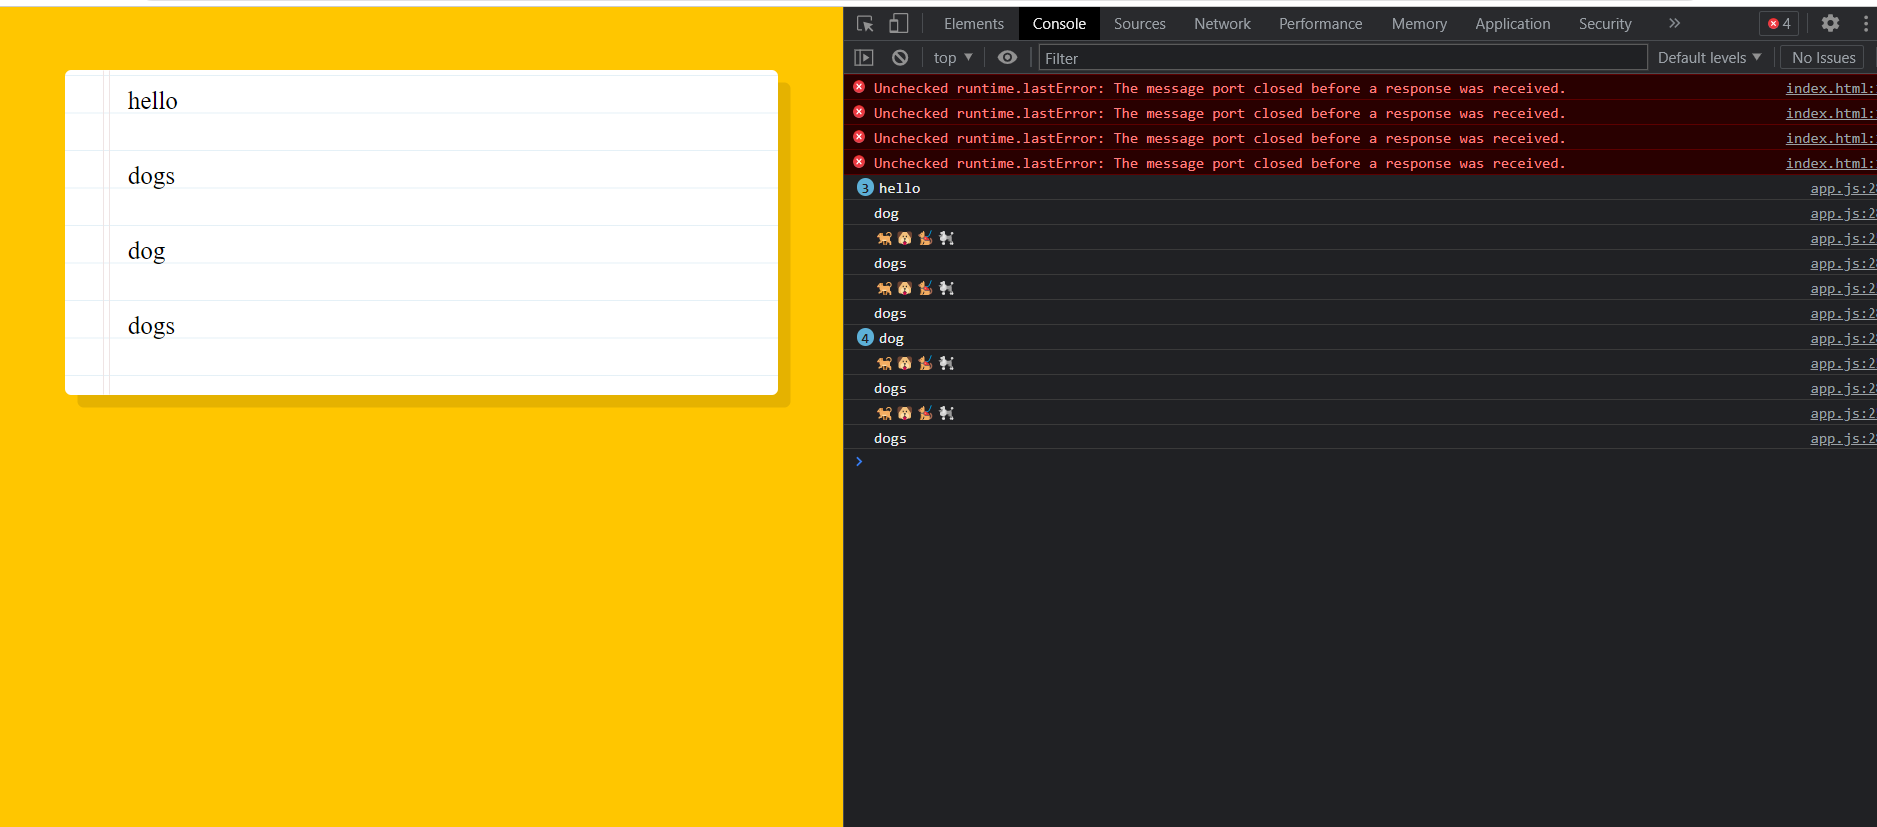 hello
dogs
dog
dogs
Elements Console Sources Network Performance Memory Application Security » 4
top ▼ Filter Default levels ▼ No Issues
Unchecked runtime.lastError: The message port closed before a response was received. index.html:
Unchecked runtime.lastError: The message port closed before a response was received. index.html:
Unchecked runtime.lastError: The message port closed before a response was received. index.html:
Unchecked runtime.lastError: The message port closed before a response was received. index.html:
3 hello app.js:2
dog app.js:2
🐕 🐶 🐕‍🦺 🐩 app.js:2
dogs app.js:2
🐕 🐶 🐕‍🦺 🐩 app.js:2
dogs app.js:2
4 dog app.js:2
🐕 🐶 🐕‍🦺 🐩 app.js:2
dogs app.js:2
🐕 🐶 🐕‍🦺 🐩 app.js:2
dogs app.js:2
>